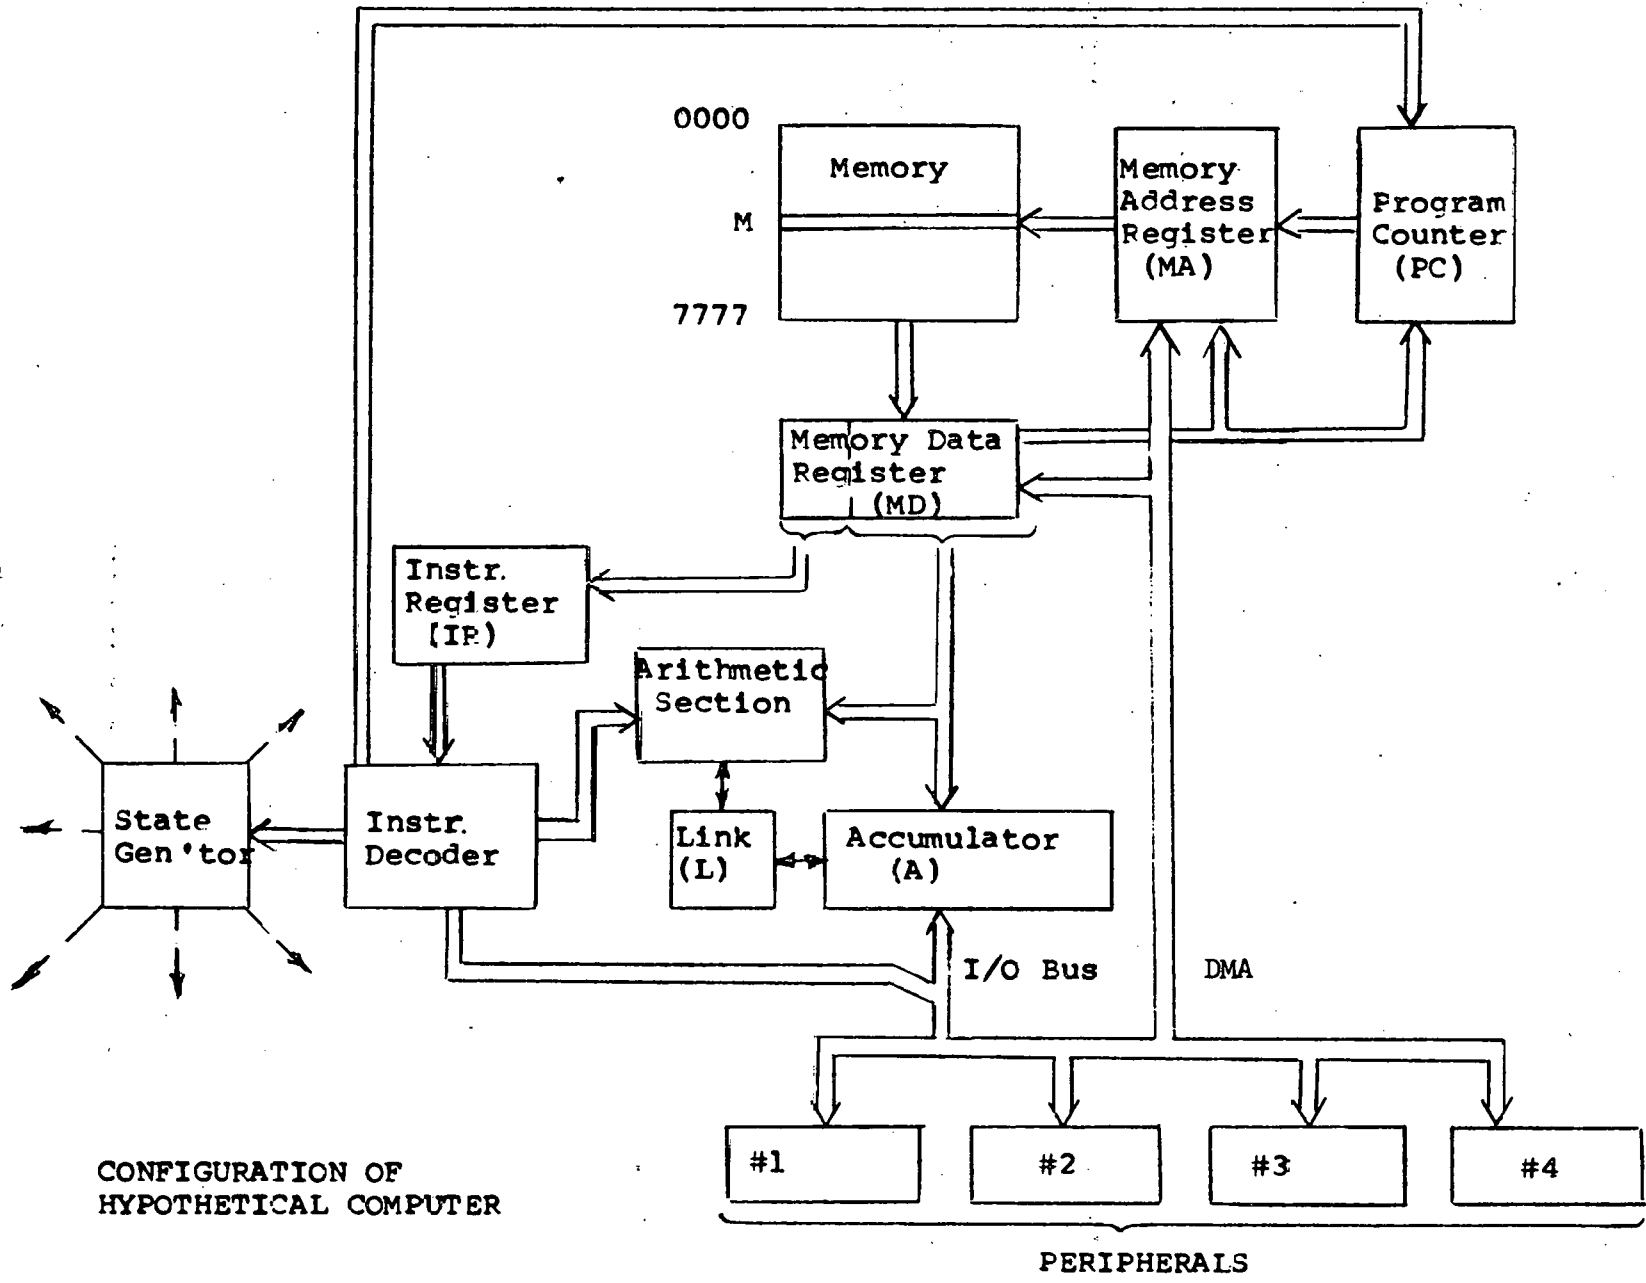 0000
Memory
M
7777
Memory
Address
Register
(MA)
Program
Counter
(PC)
Memory Data
Register
(MD)
Instr.
Register
(IR)
Arithmetic
Section
State
Gen'tor
Instr.
Decoder
Link
(L)
Accumulator
(A)
I/O Bus
DMA
#1
#2
#3
#4
CONFIGURATION OF
HYPOTHETICAL COMPUTER
PERIPHERALS